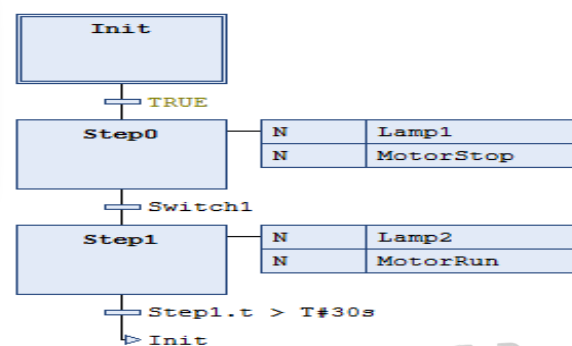 Init
TRUE
Step0
N Lamp1
N MotorStop
Switch1
Step1
N Lamp2
N MotorRun
Step1.t > T#30s
Init